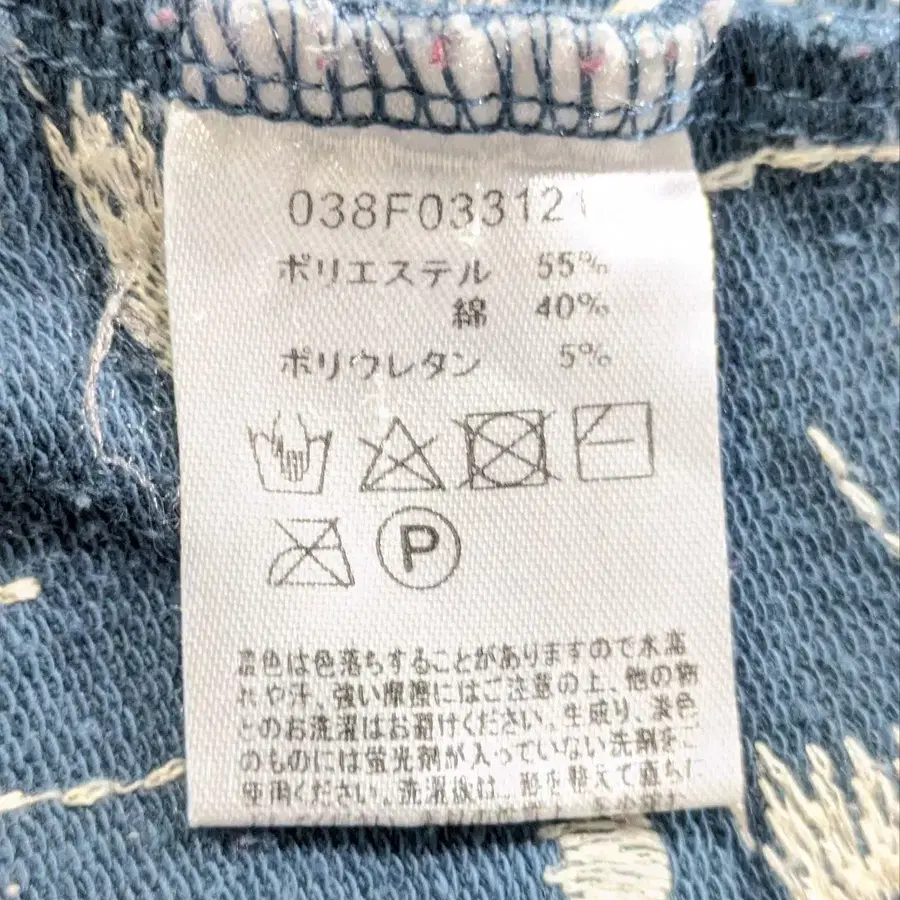 038F033121
ポリエステル 55%
綿 40%
ポリウレタン 5%
P
濃色は色落ちすることがありますので水濡
れや汗、強い摩擦にはご注意の上、他の物
とのお洗濯はお避けください。生成り、淡色
のものには蛍光剤が入っていない洗剤をご
使用ください。洗濯後は、形を整えて直ちに